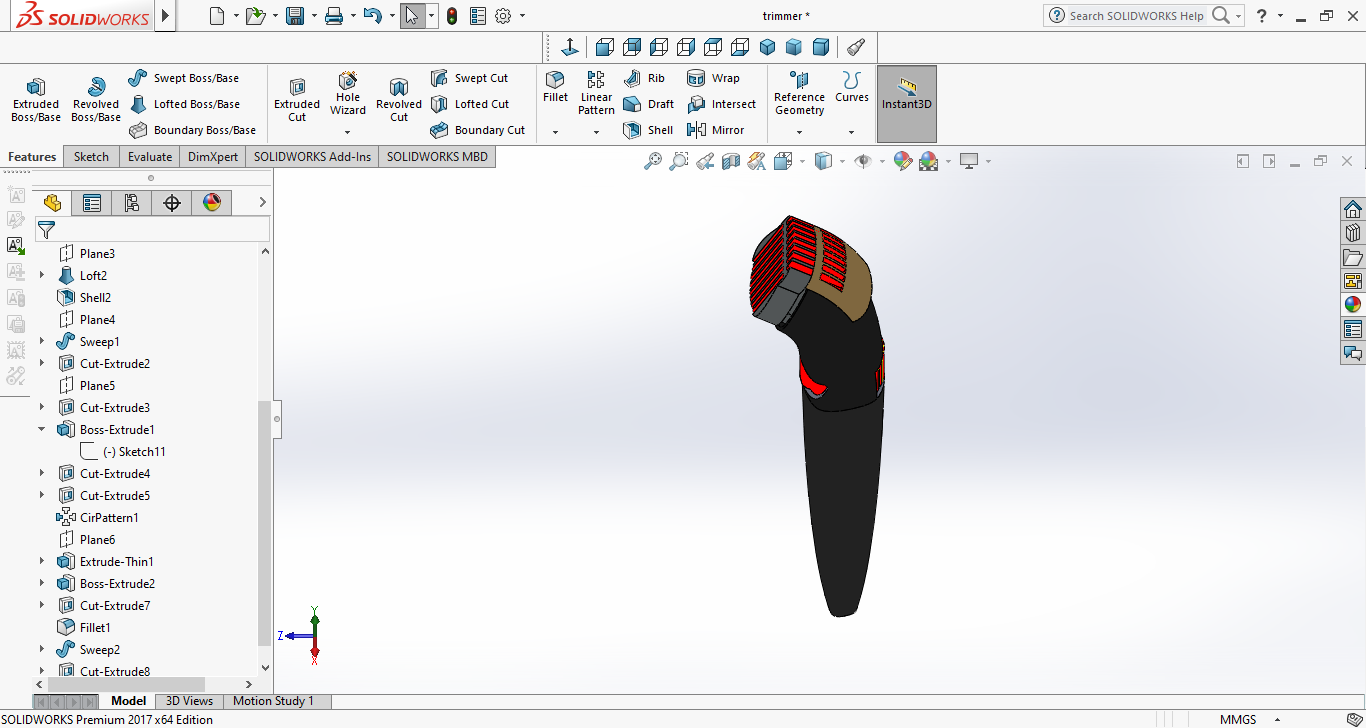 SOLIDWORKS
trimmer *
Search SOLIDWORKS Help
?
Extruded
Boss/Base
Revolved
Boss/Base
Swept Boss/Base
Lofted Boss/Base
Boundary Boss/Base
Extruded
Cut
Hole
Wizard
Revolved
Cut
Swept Cut
Lofted Cut
Boundary Cut
Fillet
Linear
Pattern
Rib
Draft
Shell
Wrap
Intersect
Mirror
Reference
Geometry
Curves
Instant3D
Features
Sketch
Evaluate
DimXpert
SOLIDWORKS Add-Ins
SOLIDWORKS MBD
Plane3
Loft2
Shell2
Plane4
Sweep1
Cut-Extrude2
Plane5
Cut-Extrude3
Boss-Extrude1
(-) Sketch11
Cut-Extrude4
Cut-Extrude5
CirPattern1
Plane6
Extrude-Thin1
Boss-Extrude2
Cut-Extrude7
Fillet1
Sweep2
Cut-Extrude8
Y
Z
X
Model
3D Views
Motion Study 1
SOLIDWORKS Premium 2017 x64 Edition
MMGS